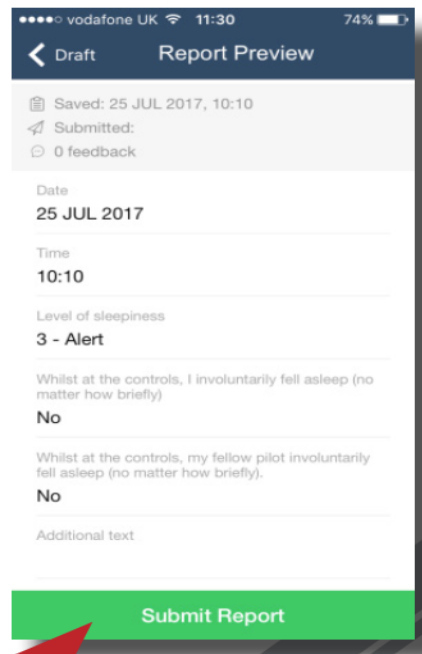 vodafone UK 11:30 74%
Draft Report Preview
Saved: 25 JUL 2017, 10:10
Submitted:
0 feedback
Date
25 JUL 2017
Time
10:10
Level of sleepiness
3 - Alert
Whilst at the controls, I involuntarily fell asleep (no
matter how briefly)
No
Whilst at the controls, my fellow pilot involuntarily
fell asleep (no matter how briefly).
No
Additional text
Submit Report